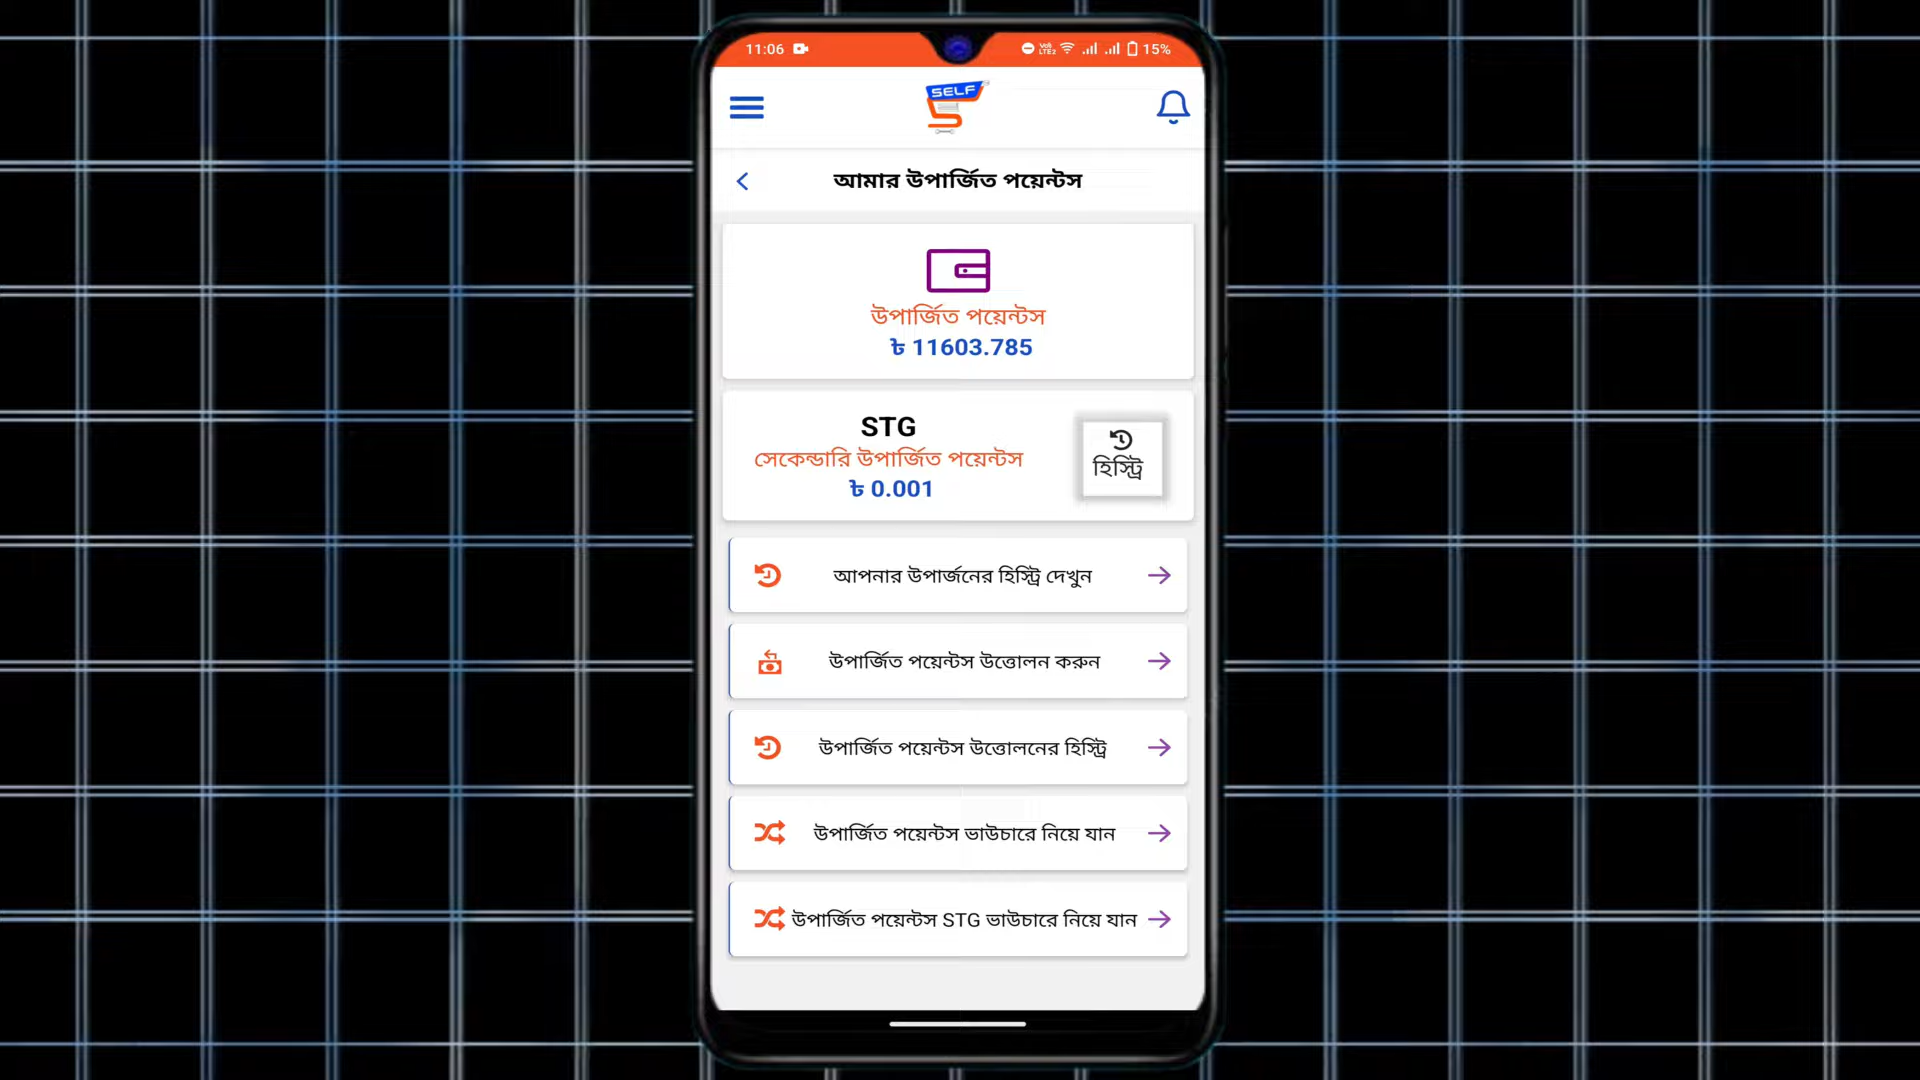 11:06
Vo) LTE2
15%
SELF
আমার উপার্জিত পয়েন্টস
উপার্জিত পয়েন্টস
৳ 11603.785
STG
সেকেন্ডারি উপার্জিত পয়েন্টস
৳ 0.001
হিস্ট্রি
আপনার উপার্জনের হিস্ট্রি দেখুন
উপার্জিত পয়েন্টস উত্তোলন করুন
উপার্জিত পয়েন্টস উত্তোলনের হিস্ট্রি
উপার্জিত পয়েন্টস ভাউচারে নিয়ে যান
উপার্জিত পয়েন্টস STG ভাউচারে নিয়ে যান